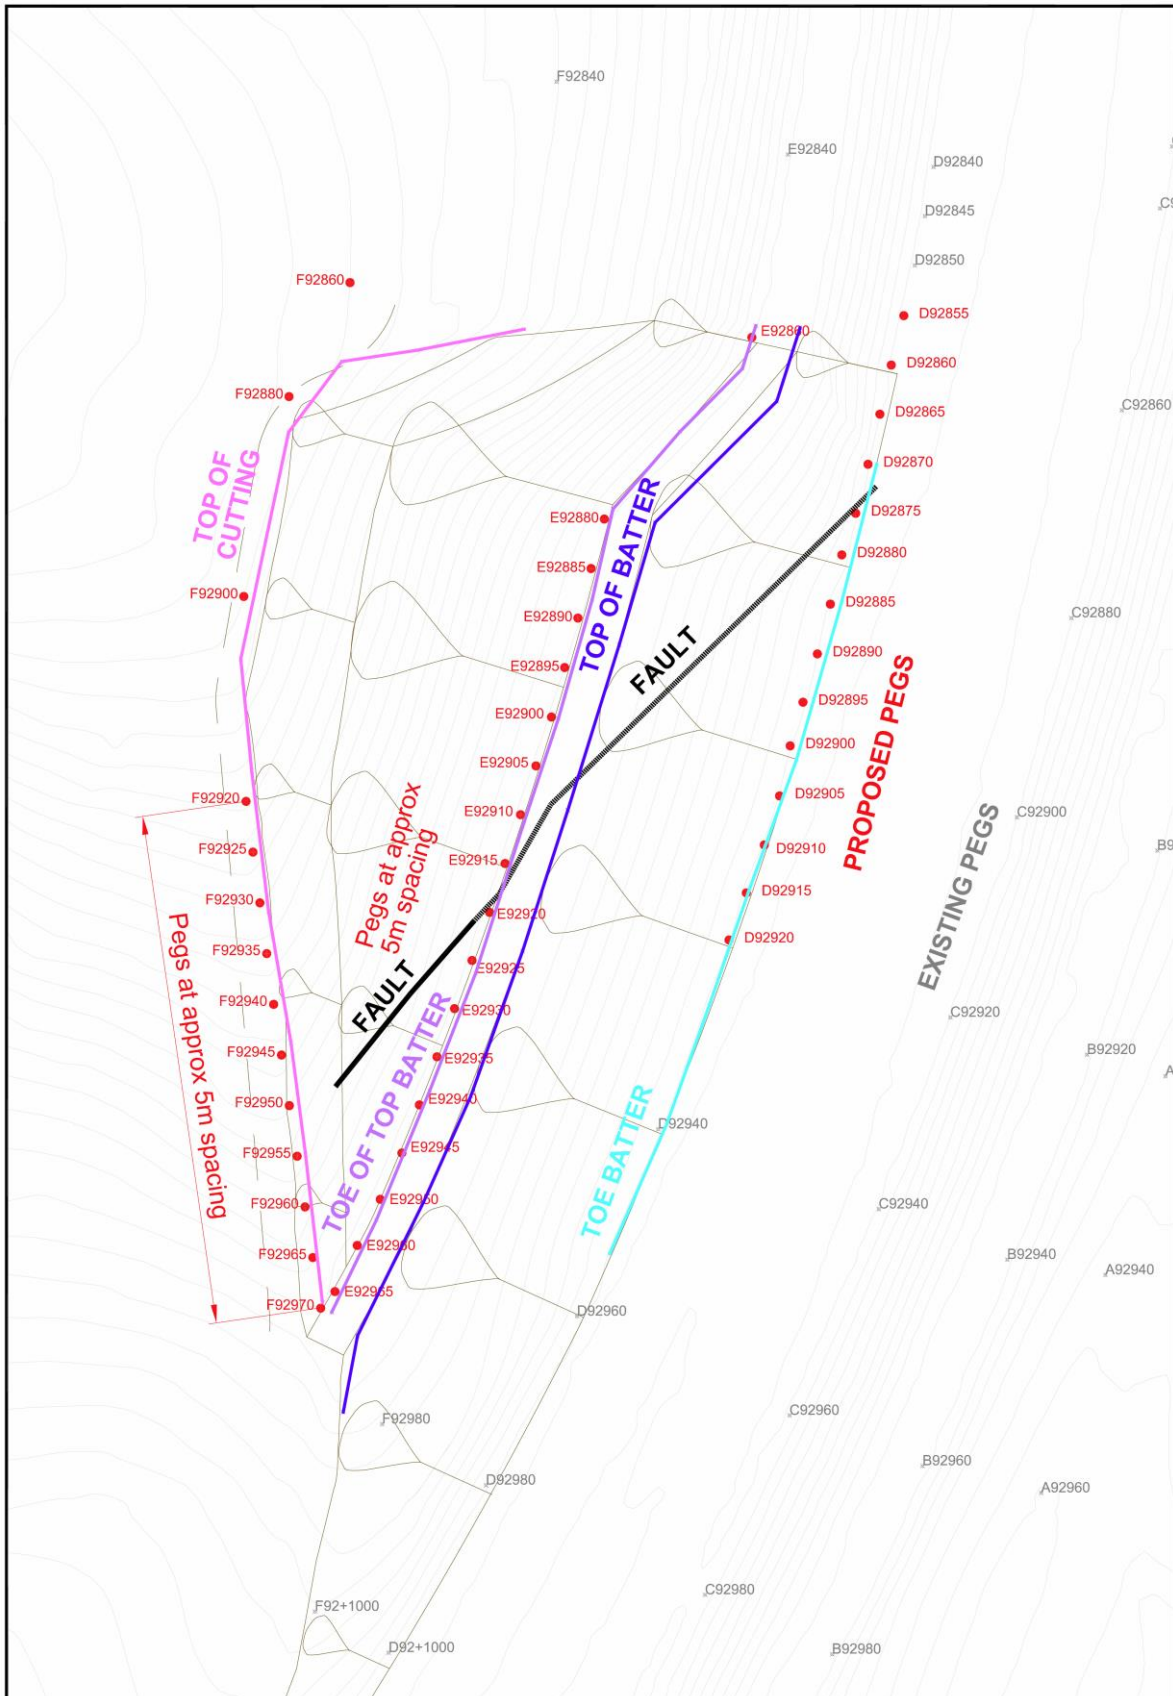 F92840
E92840
D92840
D92845
D92850
F92860
D92855
E92860
D92860
F92880
D92865
C92860
D92870
TOP OF
CUTTING
E92880
D92875
TOP OF BATTER
D92880
E92885
F92900
D92885
E92890
C92880
FAULT
D92890
E92895
D92895
E92900
D92900
PROPOSED PEGS
E92905
F92920
D92905
E92910
C92900
EXISTING PEGS
F92925
Pegs at approx
5m spacing
E92915
D92910
F92930
D92915
E92920
D92920
Pegs at approx 5m spacing
F92935
E92925
FAULT
F92940
E92930
C92920
F92945
E92935
B92920
TOE OF TOP BATTER
F92950
E92940
TOE BATTER
D92940
F92955
E92945
F92960
E92950
C92940
F92965
E92960
B92940
A92940
E92965
F92970
D92960
F92980
C92960
D92980
B92960
A92960
F92+1000
C92980
D92+1000
B92980